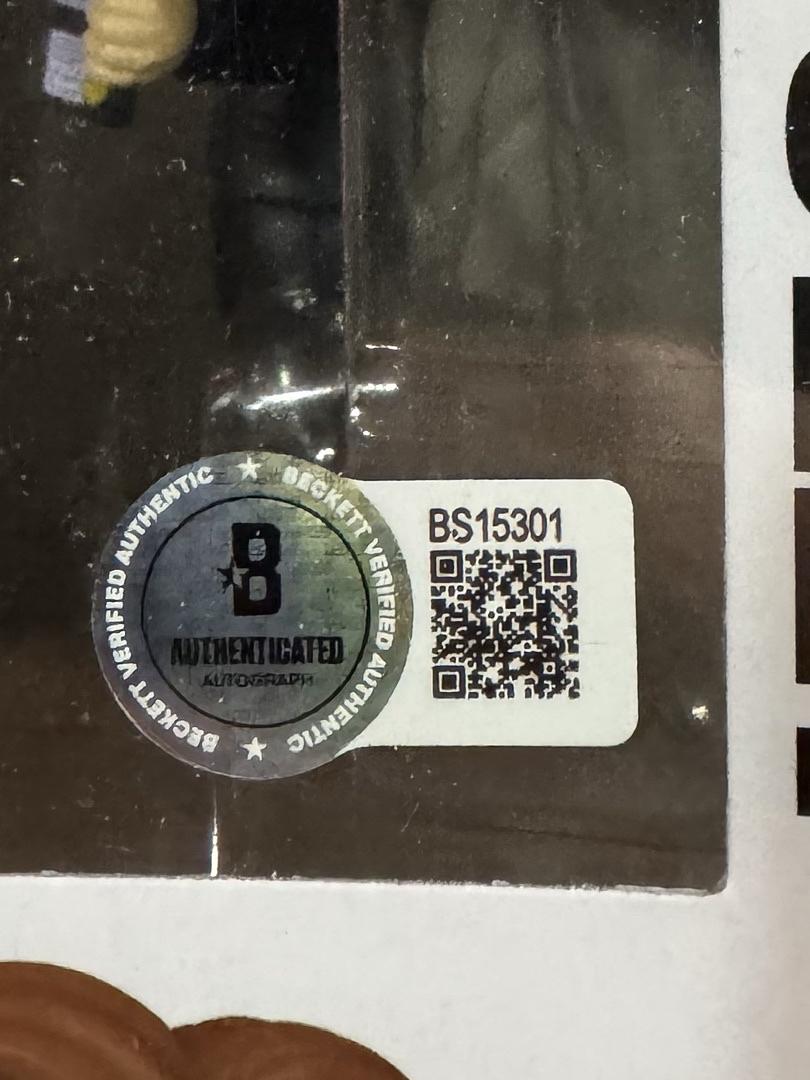 BECKETT VERIFIED AUTHENTIC ★ BECKETT VERIFIED AUTHENTIC ★
B
AUTHENTICATED
AUTOGRAPH
BS15301